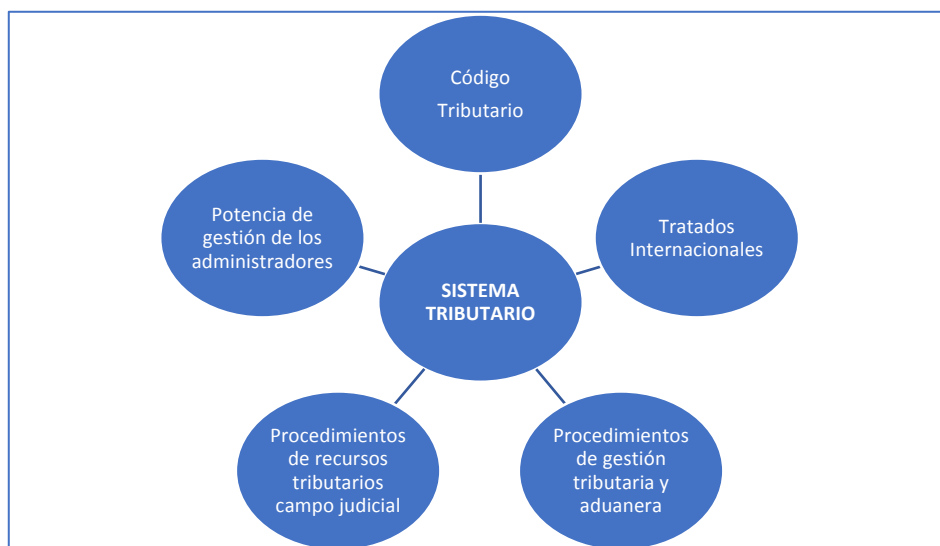 Código
Tributario
Potencia de
gestión de los
administradores
Tratados
Internacionales
SISTEMA
TRIBUTARIO
Procedimientos
de recursos
tributarios
campo judicial
Procedimientos
de gestión
tributaria y
aduanera